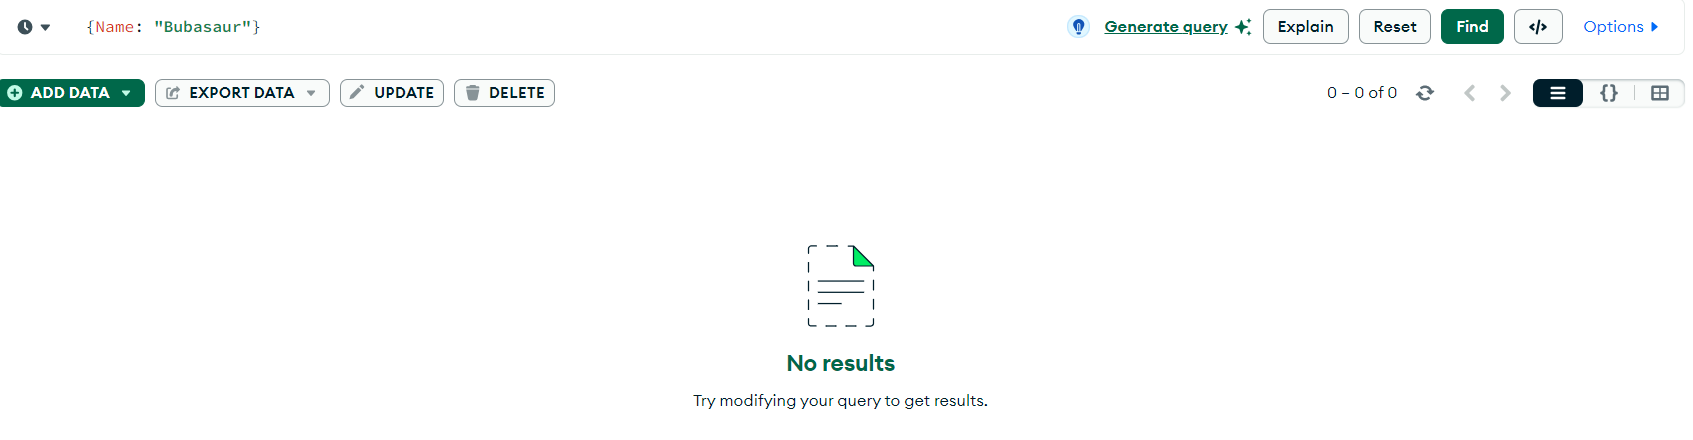 {Name: "Bubasaur"} Generate query Explain Reset Find </> Options
ADD DATA EXPORT DATA UPDATE DELETE 0 – 0 of 0 {}
No results
Try modifying your query to get results.